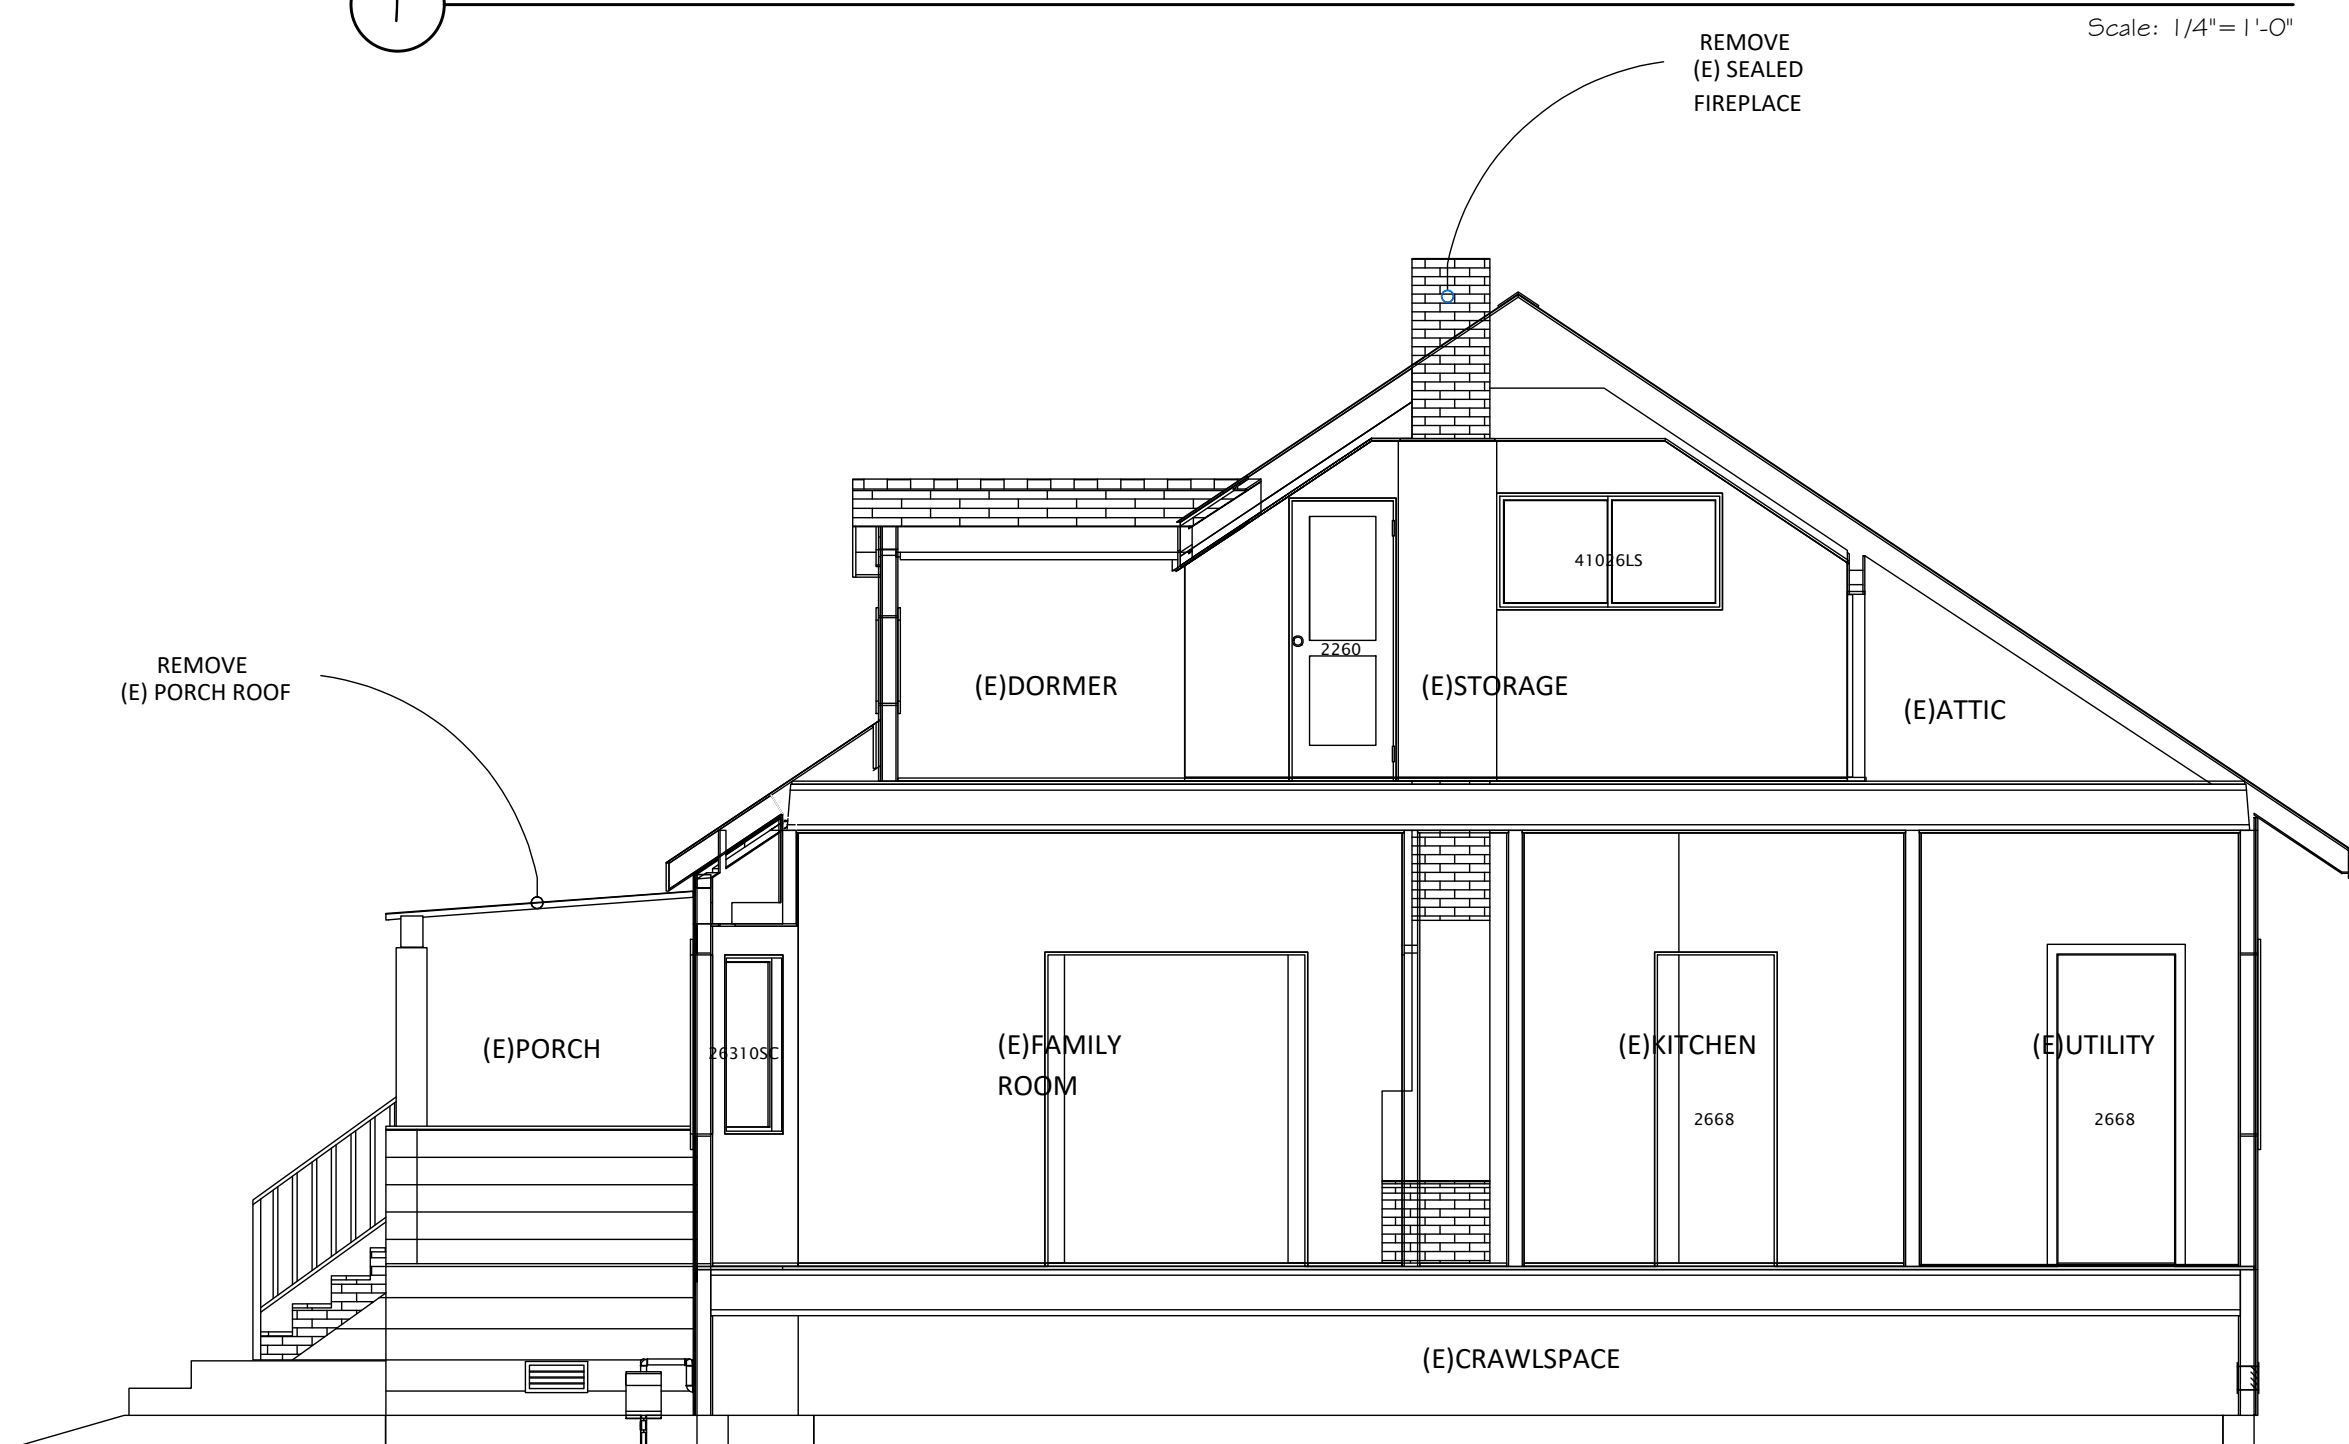 1
Scale: 1/4"=1'-0"
REMOVE
(E) SEALED
FIREPLACE
41026LS
2260
REMOVE
(E) PORCH ROOF
(E)DORMER
(E)STORAGE
(E)ATTIC
(E)PORCH
26310SC
(E)FAMILY
ROOM
(E)KITCHEN
(E)UTILITY
2668
2668
(E)CRAWLSPACE